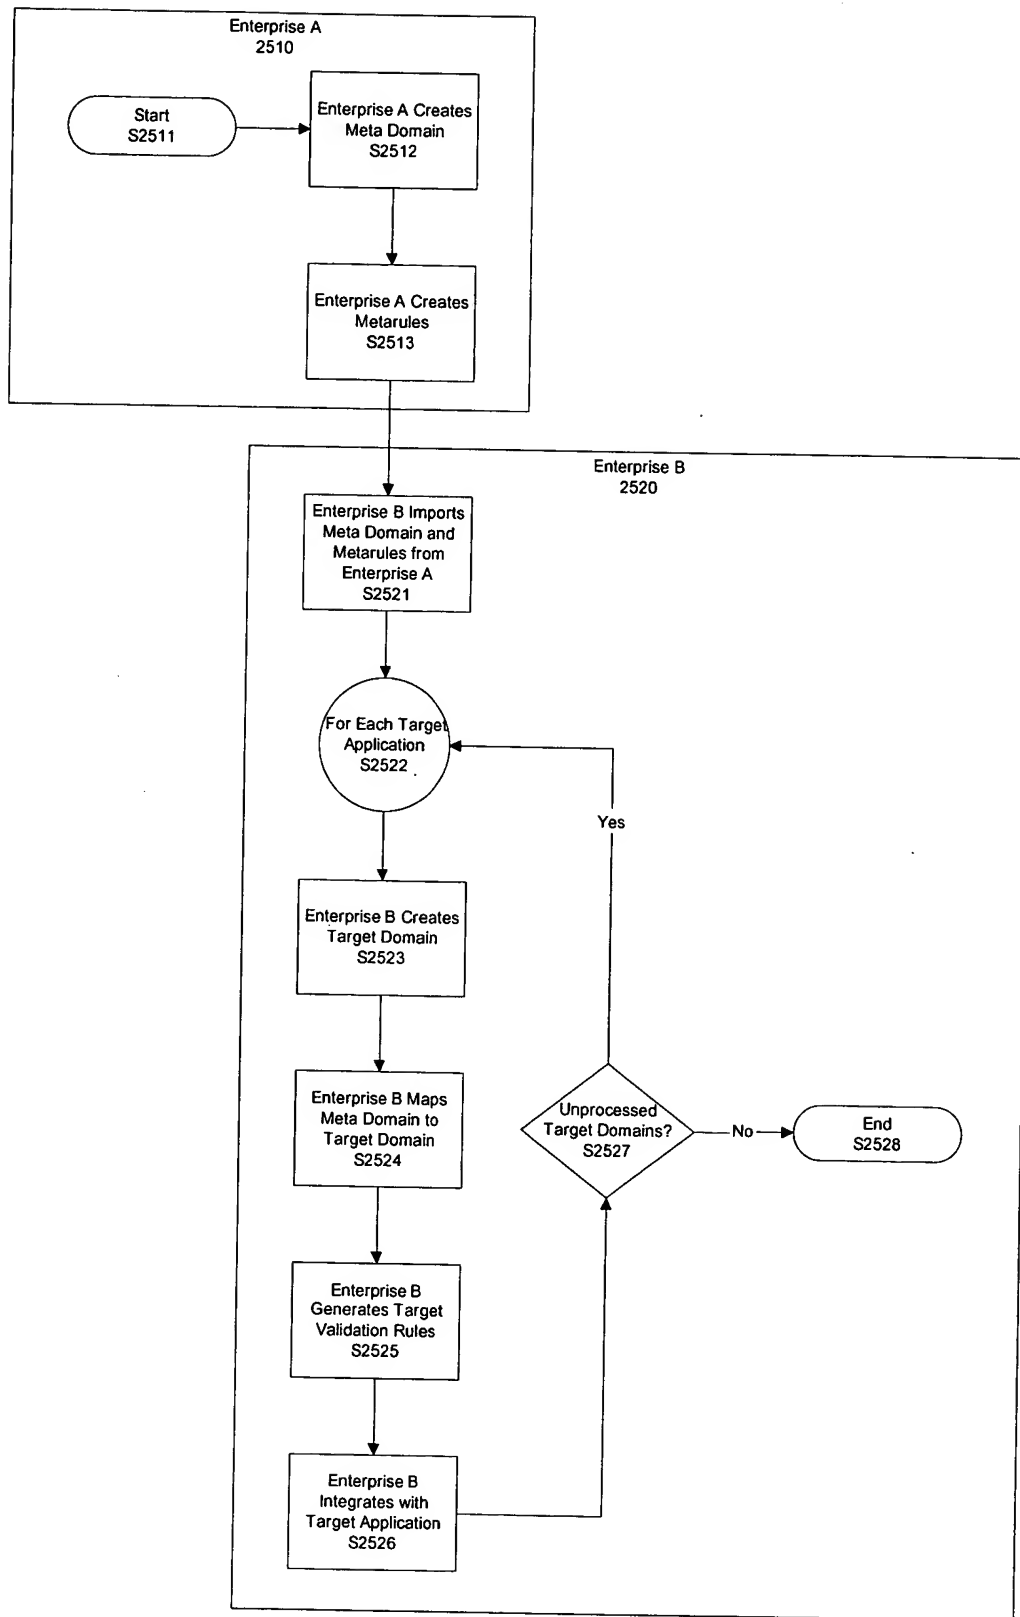 Enterprise A
2510
Start
S2511
Enterprise A Creates
Meta Domain
S2512
Enterprise A Creates
Metarules
S2513
Enterprise B
2520
Enterprise B Imports
Meta Domain and
Metarules from
Enterprise A
S2521
For Each Target
Application
S2522
Yes
Enterprise B Creates
Target Domain
S2523
Enterprise B Maps
Meta Domain to
Target Domain
S2524
Unprocessed
Target Domains?
S2527
No
End
S2528
Enterprise B
Generates Target
Validation Rules
S2525
Enterprise B
Integrates with
Target Application
S2526